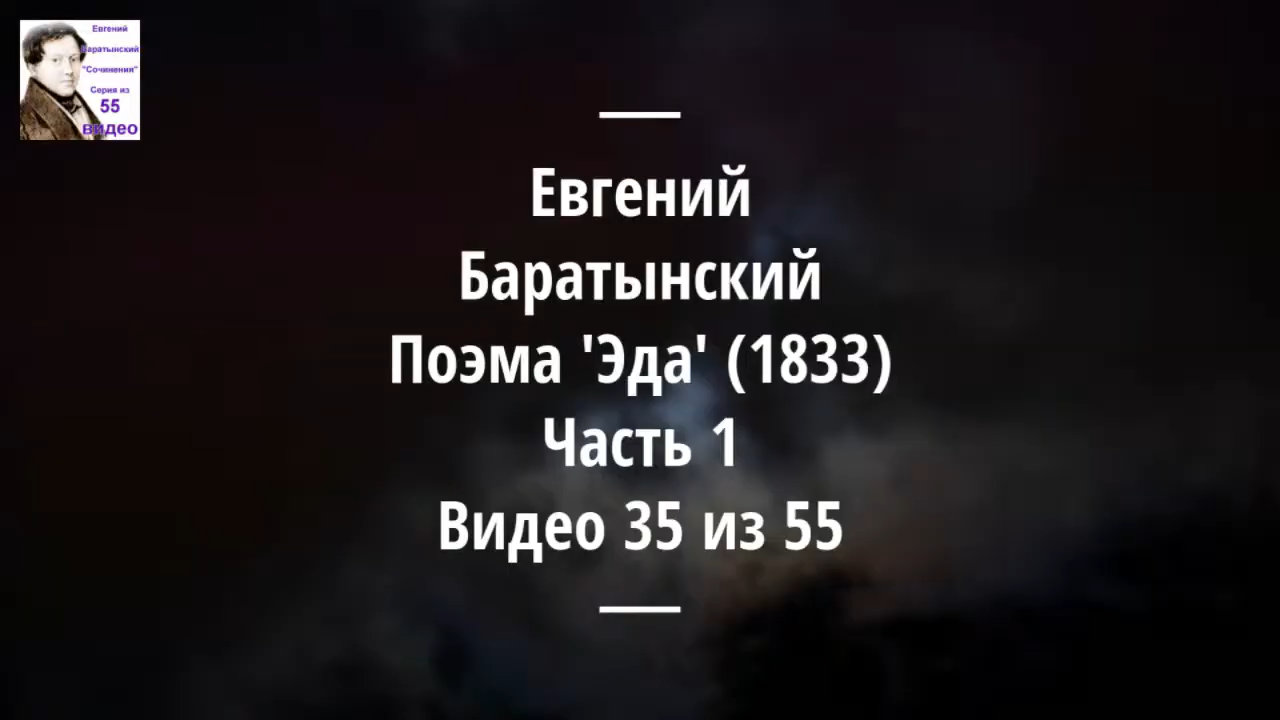 Евгений
Баратынский
"Сочинения"
Серия из
55
видео
Евгений
Баратынский
Поэма 'Эда' (1833)
Часть 1
Видео 35 из 55